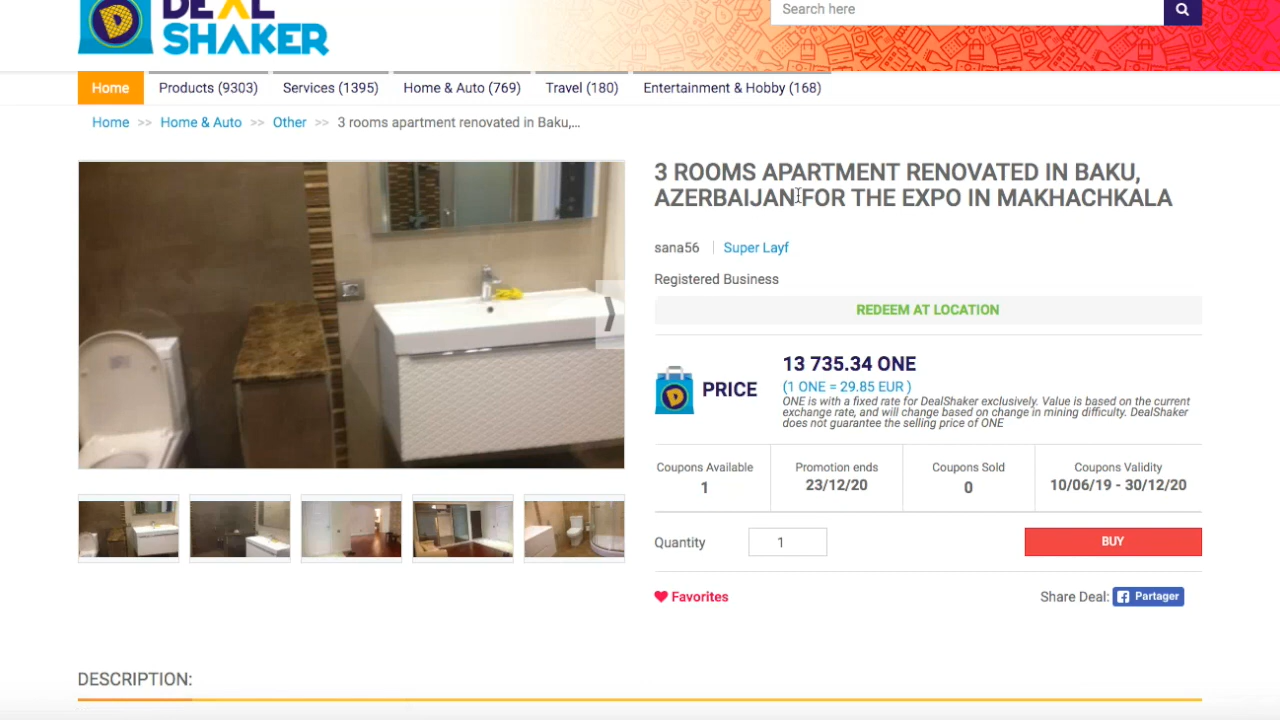 DEAL
SHAKER
Search here
Home
Products (9303)
Services (1395)
Home & Auto (769)
Travel (180)
Entertainment & Hobby (168)
Home >> Home & Auto >> Other >> 3 rooms apartment renovated in Baku,...
3 ROOMS APARTMENT RENOVATED IN BAKU,
AZERBAIJAN FOR THE EXPO IN MAKHACHKALA
sana56 | Super Layf
Registered Business
REDEEM AT LOCATION
PRICE
13 735.34 ONE
(1 ONE = 29.85 EUR )
ONE is with a fixed rate for DealShaker exclusively. Value is based on the current
exchange rate, and will change based on change in mining difficulty. DealShaker
does not guarantee the selling price of ONE
Coupons Available
1
Promotion ends
23/12/20
Coupons Sold
0
Coupons Validity
10/06/19 - 30/12/20
Quantity
1
BUY
Favorites
Share Deal:
Partager
DESCRIPTION: